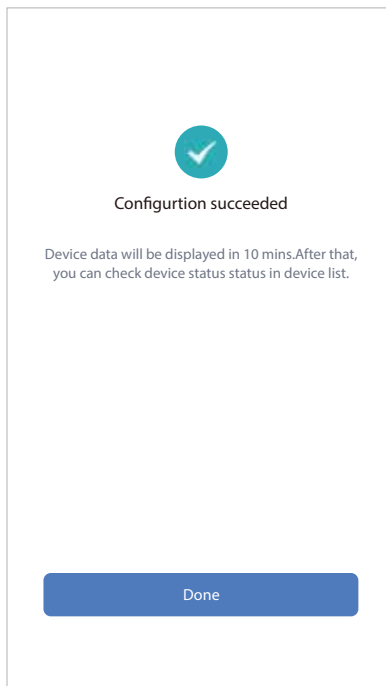 Configurtion succeeded
Device data will be displayed in 10 mins.After that,
you can check device status status in device list.
Done